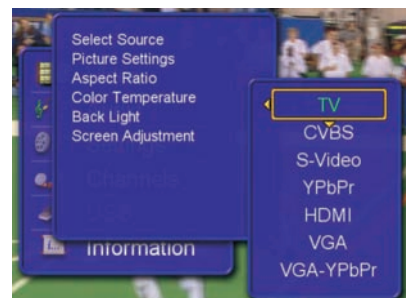 Select Source
Picture Settings
Aspect Ratio
Color Temperature
Back Light
Screen Adjustment
Channels
Information
TV
CVBS
S-Video
YPbPr
HDMI
VGA
VGA-YPbPr